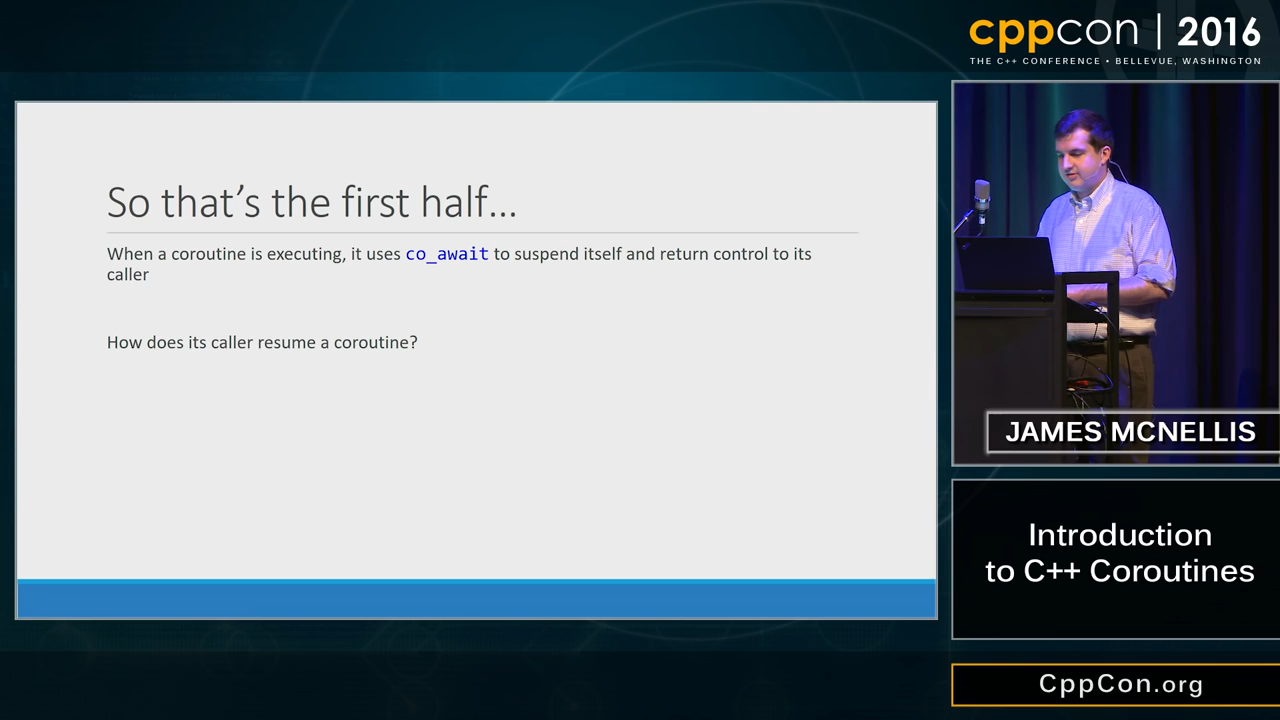 cppcon | 2016
THE C++ CONFERENCE • BELLEVUE, WASHINGTON
So that’s the first half…
When a coroutine is executing, it uses co_await to suspend itself and return control to its
caller
How does its caller resume a coroutine?
JAMES MCNELLIS
Introduction
to C++ Coroutines
CppCon.org